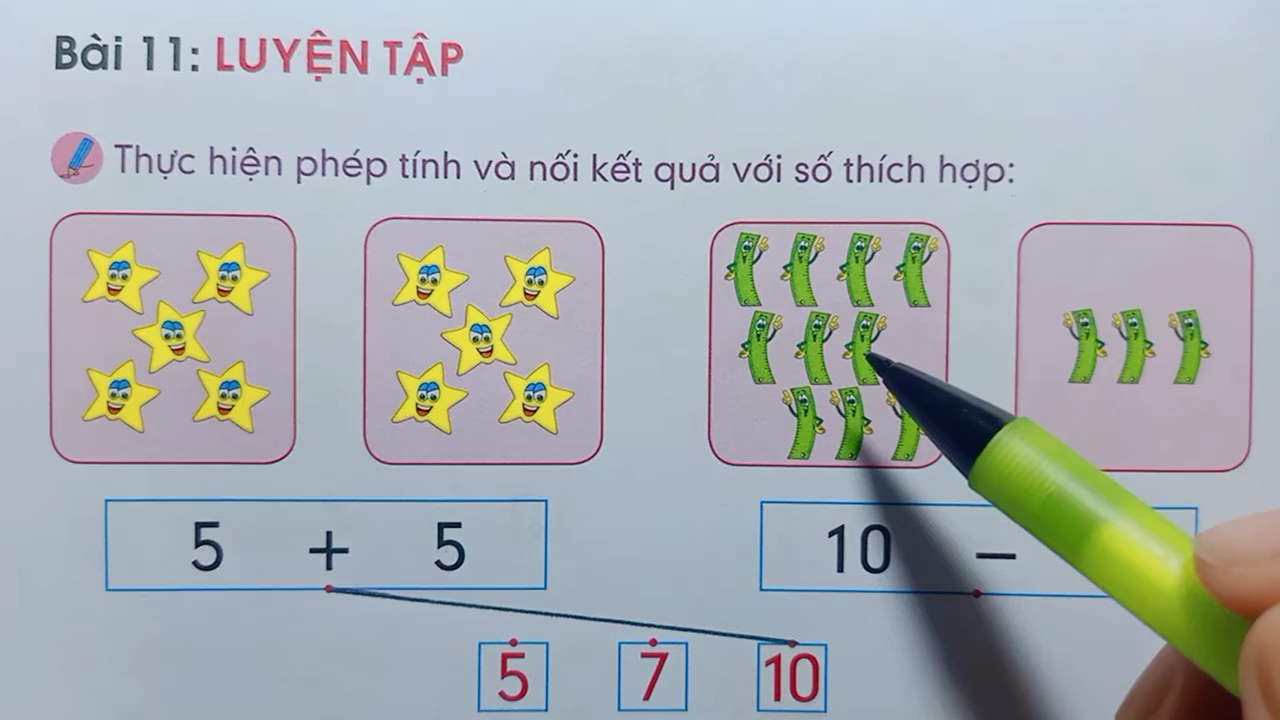 Bài 11: LUYỆN TẬP
Thực hiện phép tính và nối kết quả với số thích hợp:
5 + 5
10 –
5 7 10